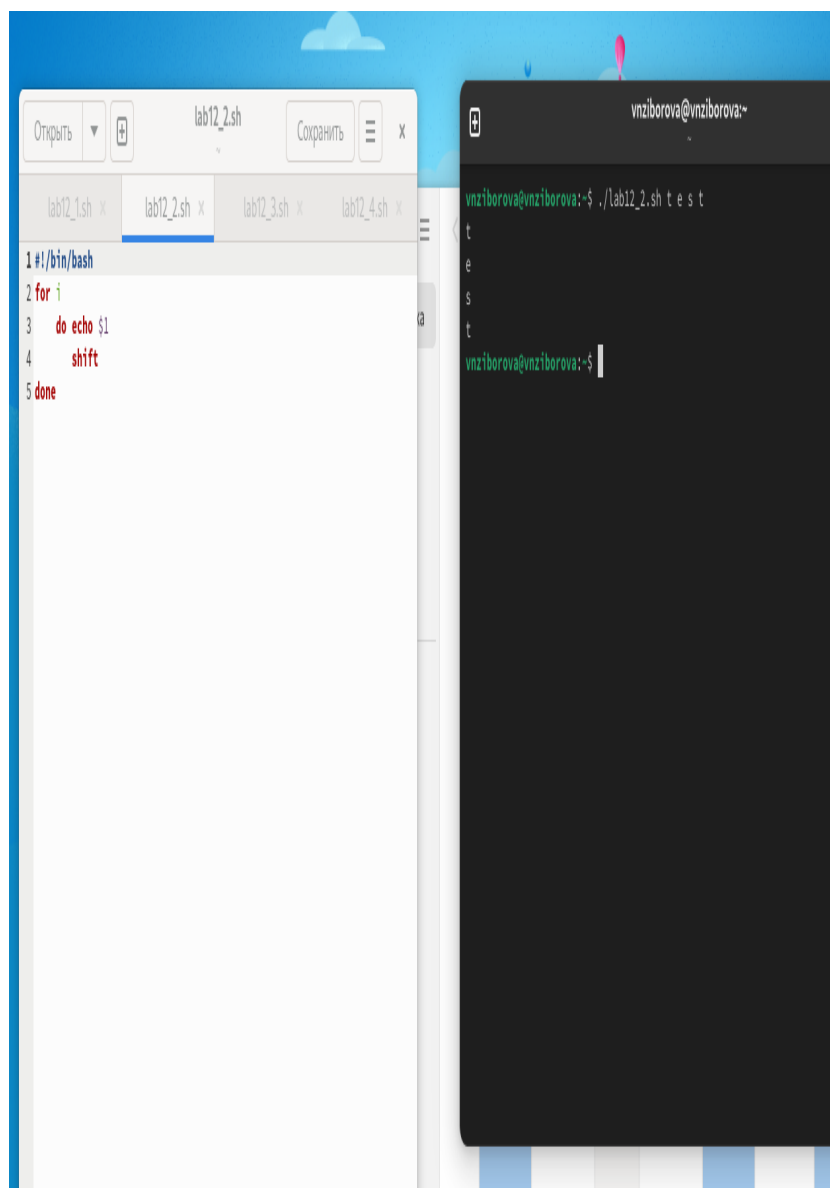 Открыть
lab12_2.sh
~
Сохранить
lab12_1.sh
lab12_2.sh
lab12_3.sh
lab12_4.sh
1 #!/bin/bash
2 for i
3 do echo $1
4 shift
5 done
ка
vnziborova@vnziborova:~
~
vnziborova@vnziborova:~$ ./lab12_2.sh t e s t
t
e
s
t
vnziborova@vnziborova:~$